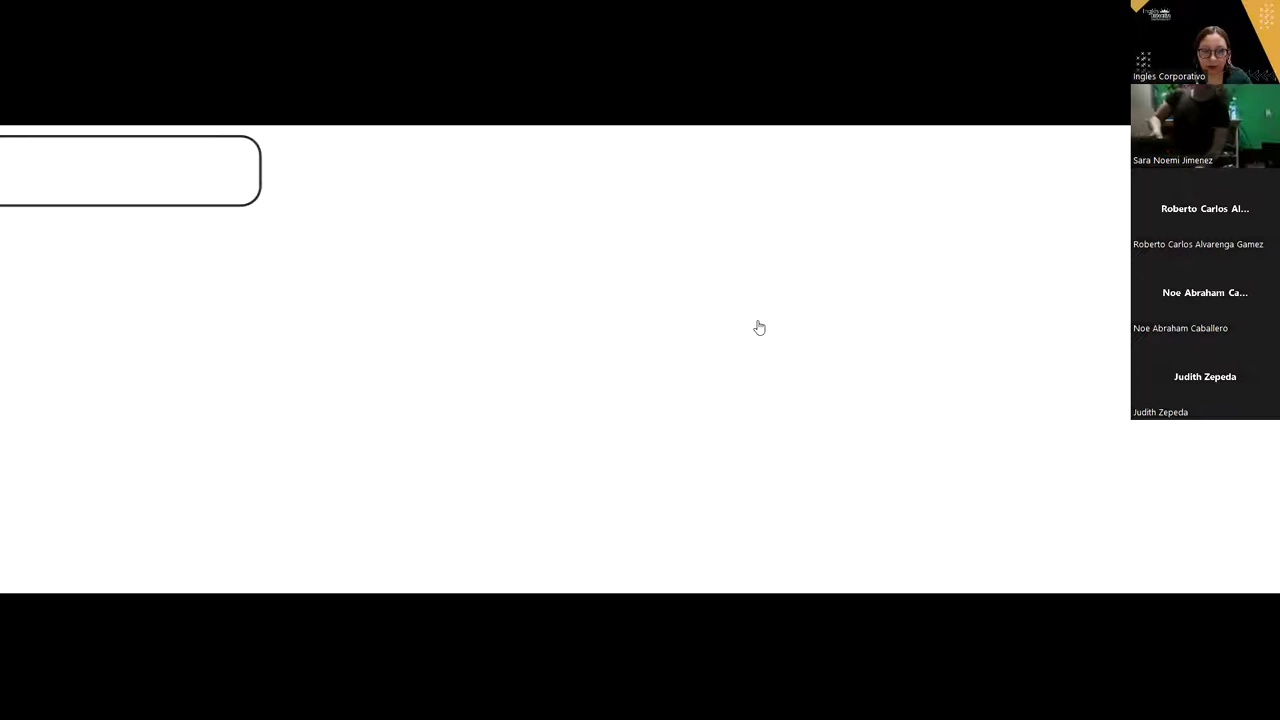 Ingles Corporativo
Sara Noemi Jimenez
Roberto Carlos Al...
Roberto Carlos Alvarenga Gamez
Noe Abraham Ca...
Noe Abraham Caballero
Judith Zepeda
Judith Zepeda